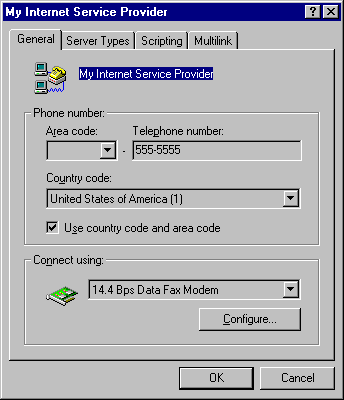 My Internet Service Provider
General Server Types Scripting Multilink
My Internet Service Provider
Phone number:
Area code: Telephone number:
- 555-5555
Country code:
United States of America (1)
Use country code and area code
Connect using:
14.4 Bps Data Fax Modem
Configure...
OK Cancel